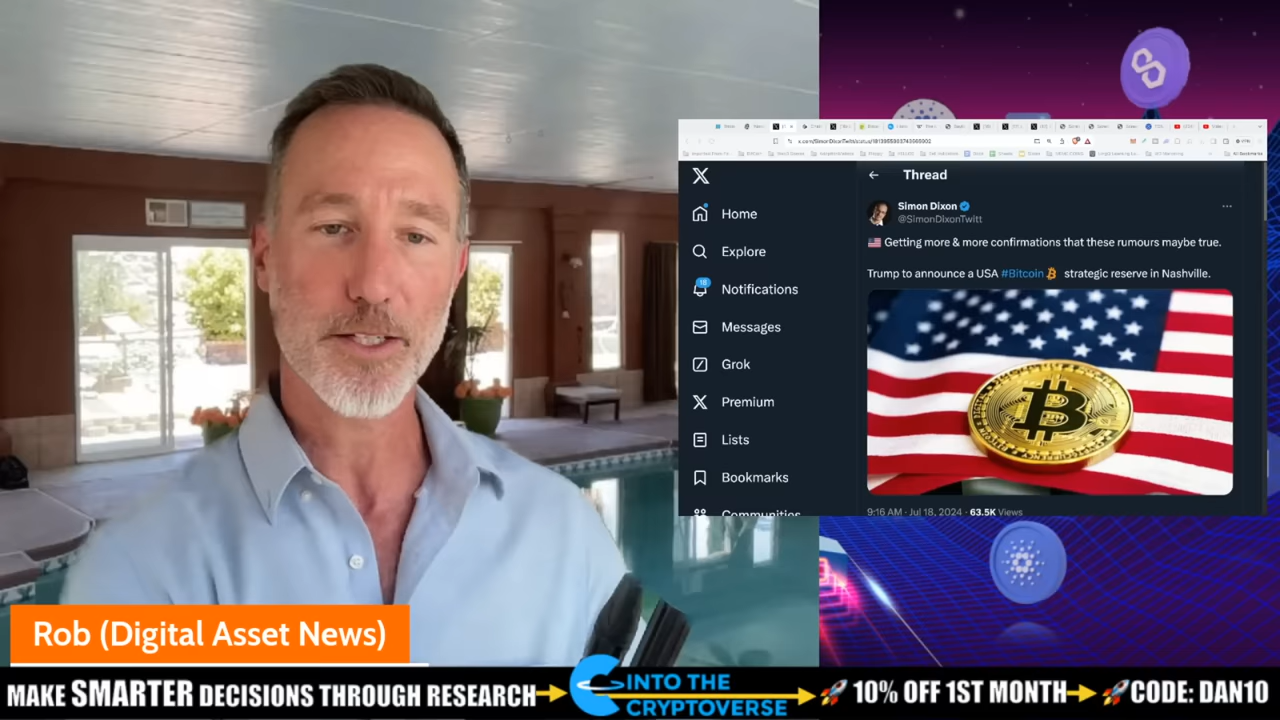 Thread
Simon Dixon
@SimonDixonTwitt
Getting more & more confirmations that these rumours maybe true.
Trump to announce a USA #Bitcoin strategic reserve in Nashville.
9:16 AM · Jul 18, 2024 · 63.5K Views
Home
Explore
18
Notifications
Messages
Grok
Premium
Lists
Bookmarks
Communities
Rob (Digital Asset News)
MAKE SMARTER DECISIONS THROUGH RESEARCH
INTO THE
CRYPTOVERSE
10% OFF 1ST MONTH
CODE: DAN10